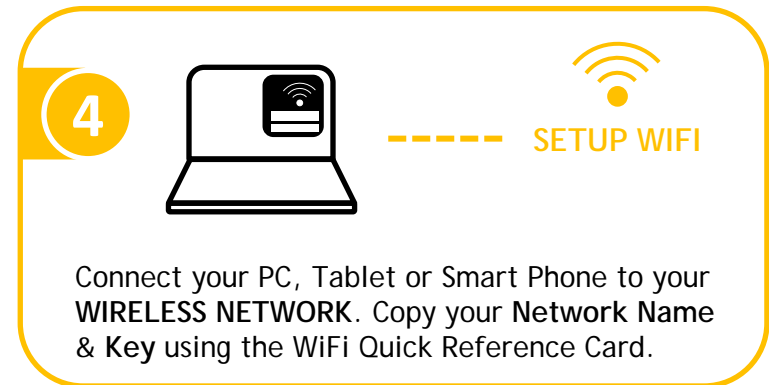 4
SETUP WIFI
Connect your PC, Tablet or Smart Phone to your
WIRELESS NETWORK. Copy your Network Name
& Key using the WiFi Quick Reference Card.